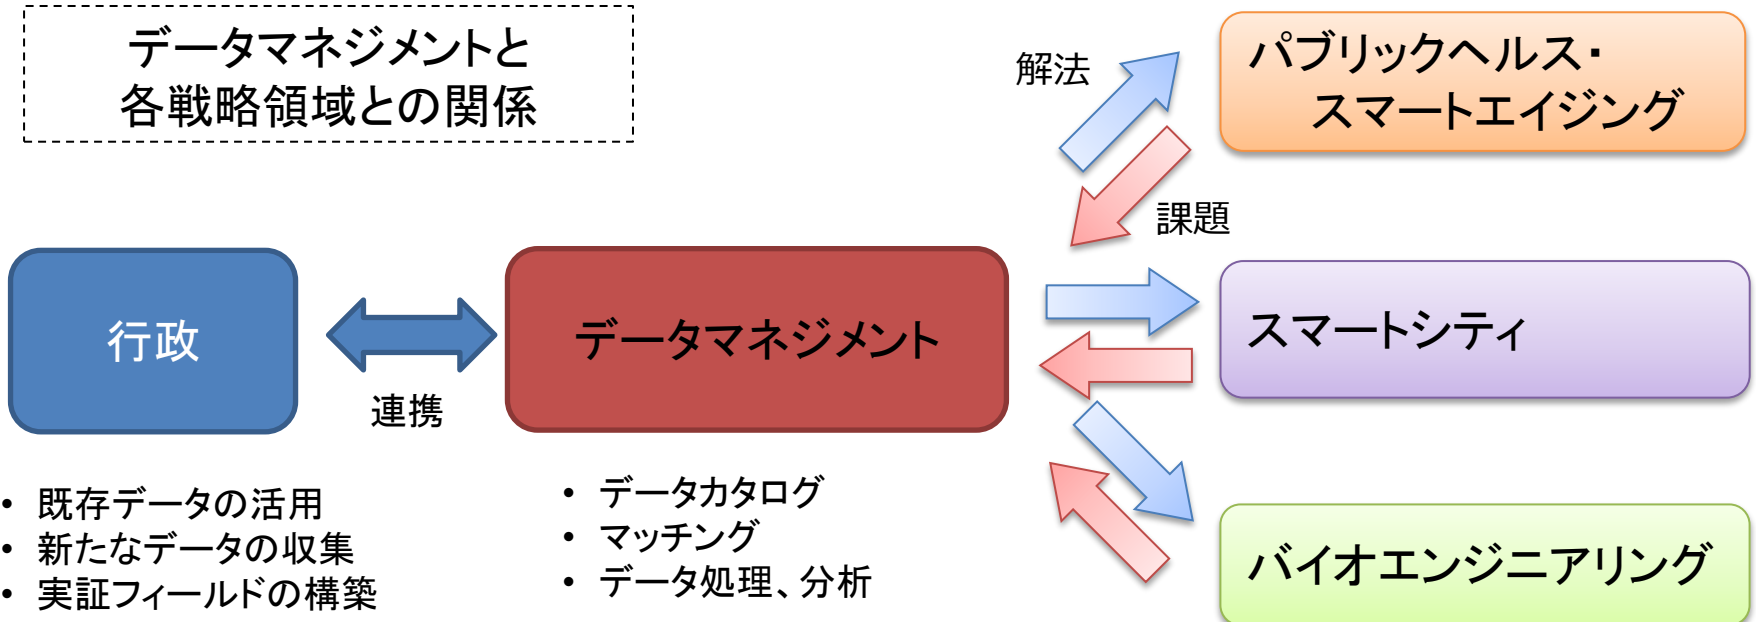 データマネジメントと
各戦略領域との関係
解法
パブリックヘルス・
スマートエイジング
課題
行政
連携
データマネジメント
スマートシティ
• 既存データの活用
• 新たなデータの収集
• 実証フィールドの構築
• データカタログ
• マッチング
• データ処理、分析
バイオエンジニアリング